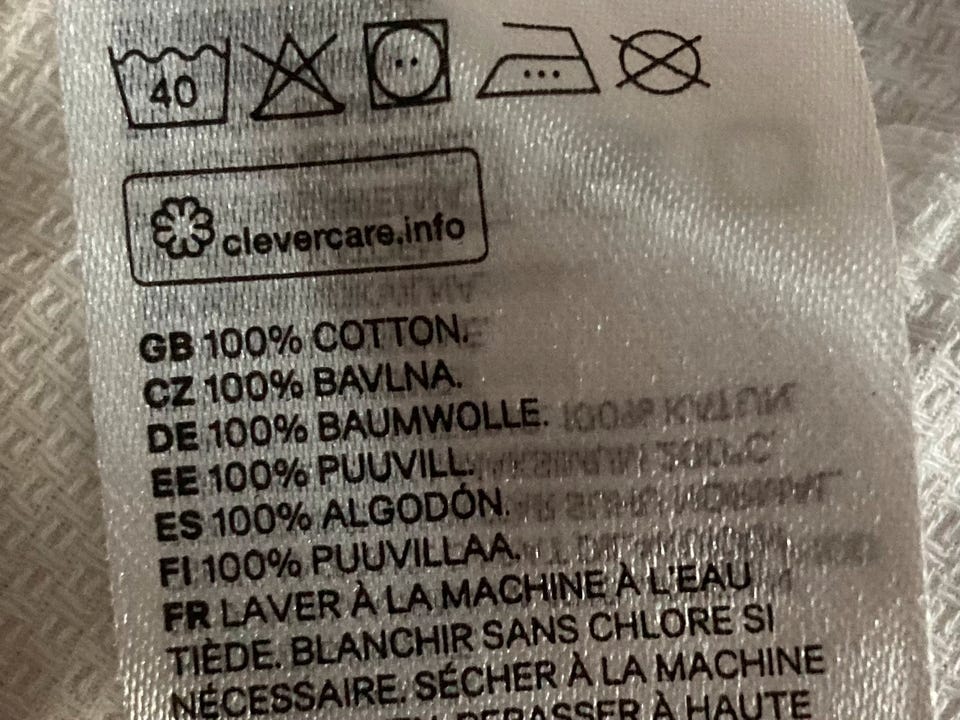 40
clevercare.info
GB 100% COTTON.
CZ 100% BAVLNA.
DE 100% BAUMWOLLE.
EE 100% PUUVILL.
ES 100% ALGODÓN.
FI 100% PUUVILLAA.
FR LAVER À LA MACHINE À L'EAU
TIÈDE. BLANCHIR SANS CHLORE SI
NÉCESSAIRE. SÉCHER À LA MACHINE
À HAUTE